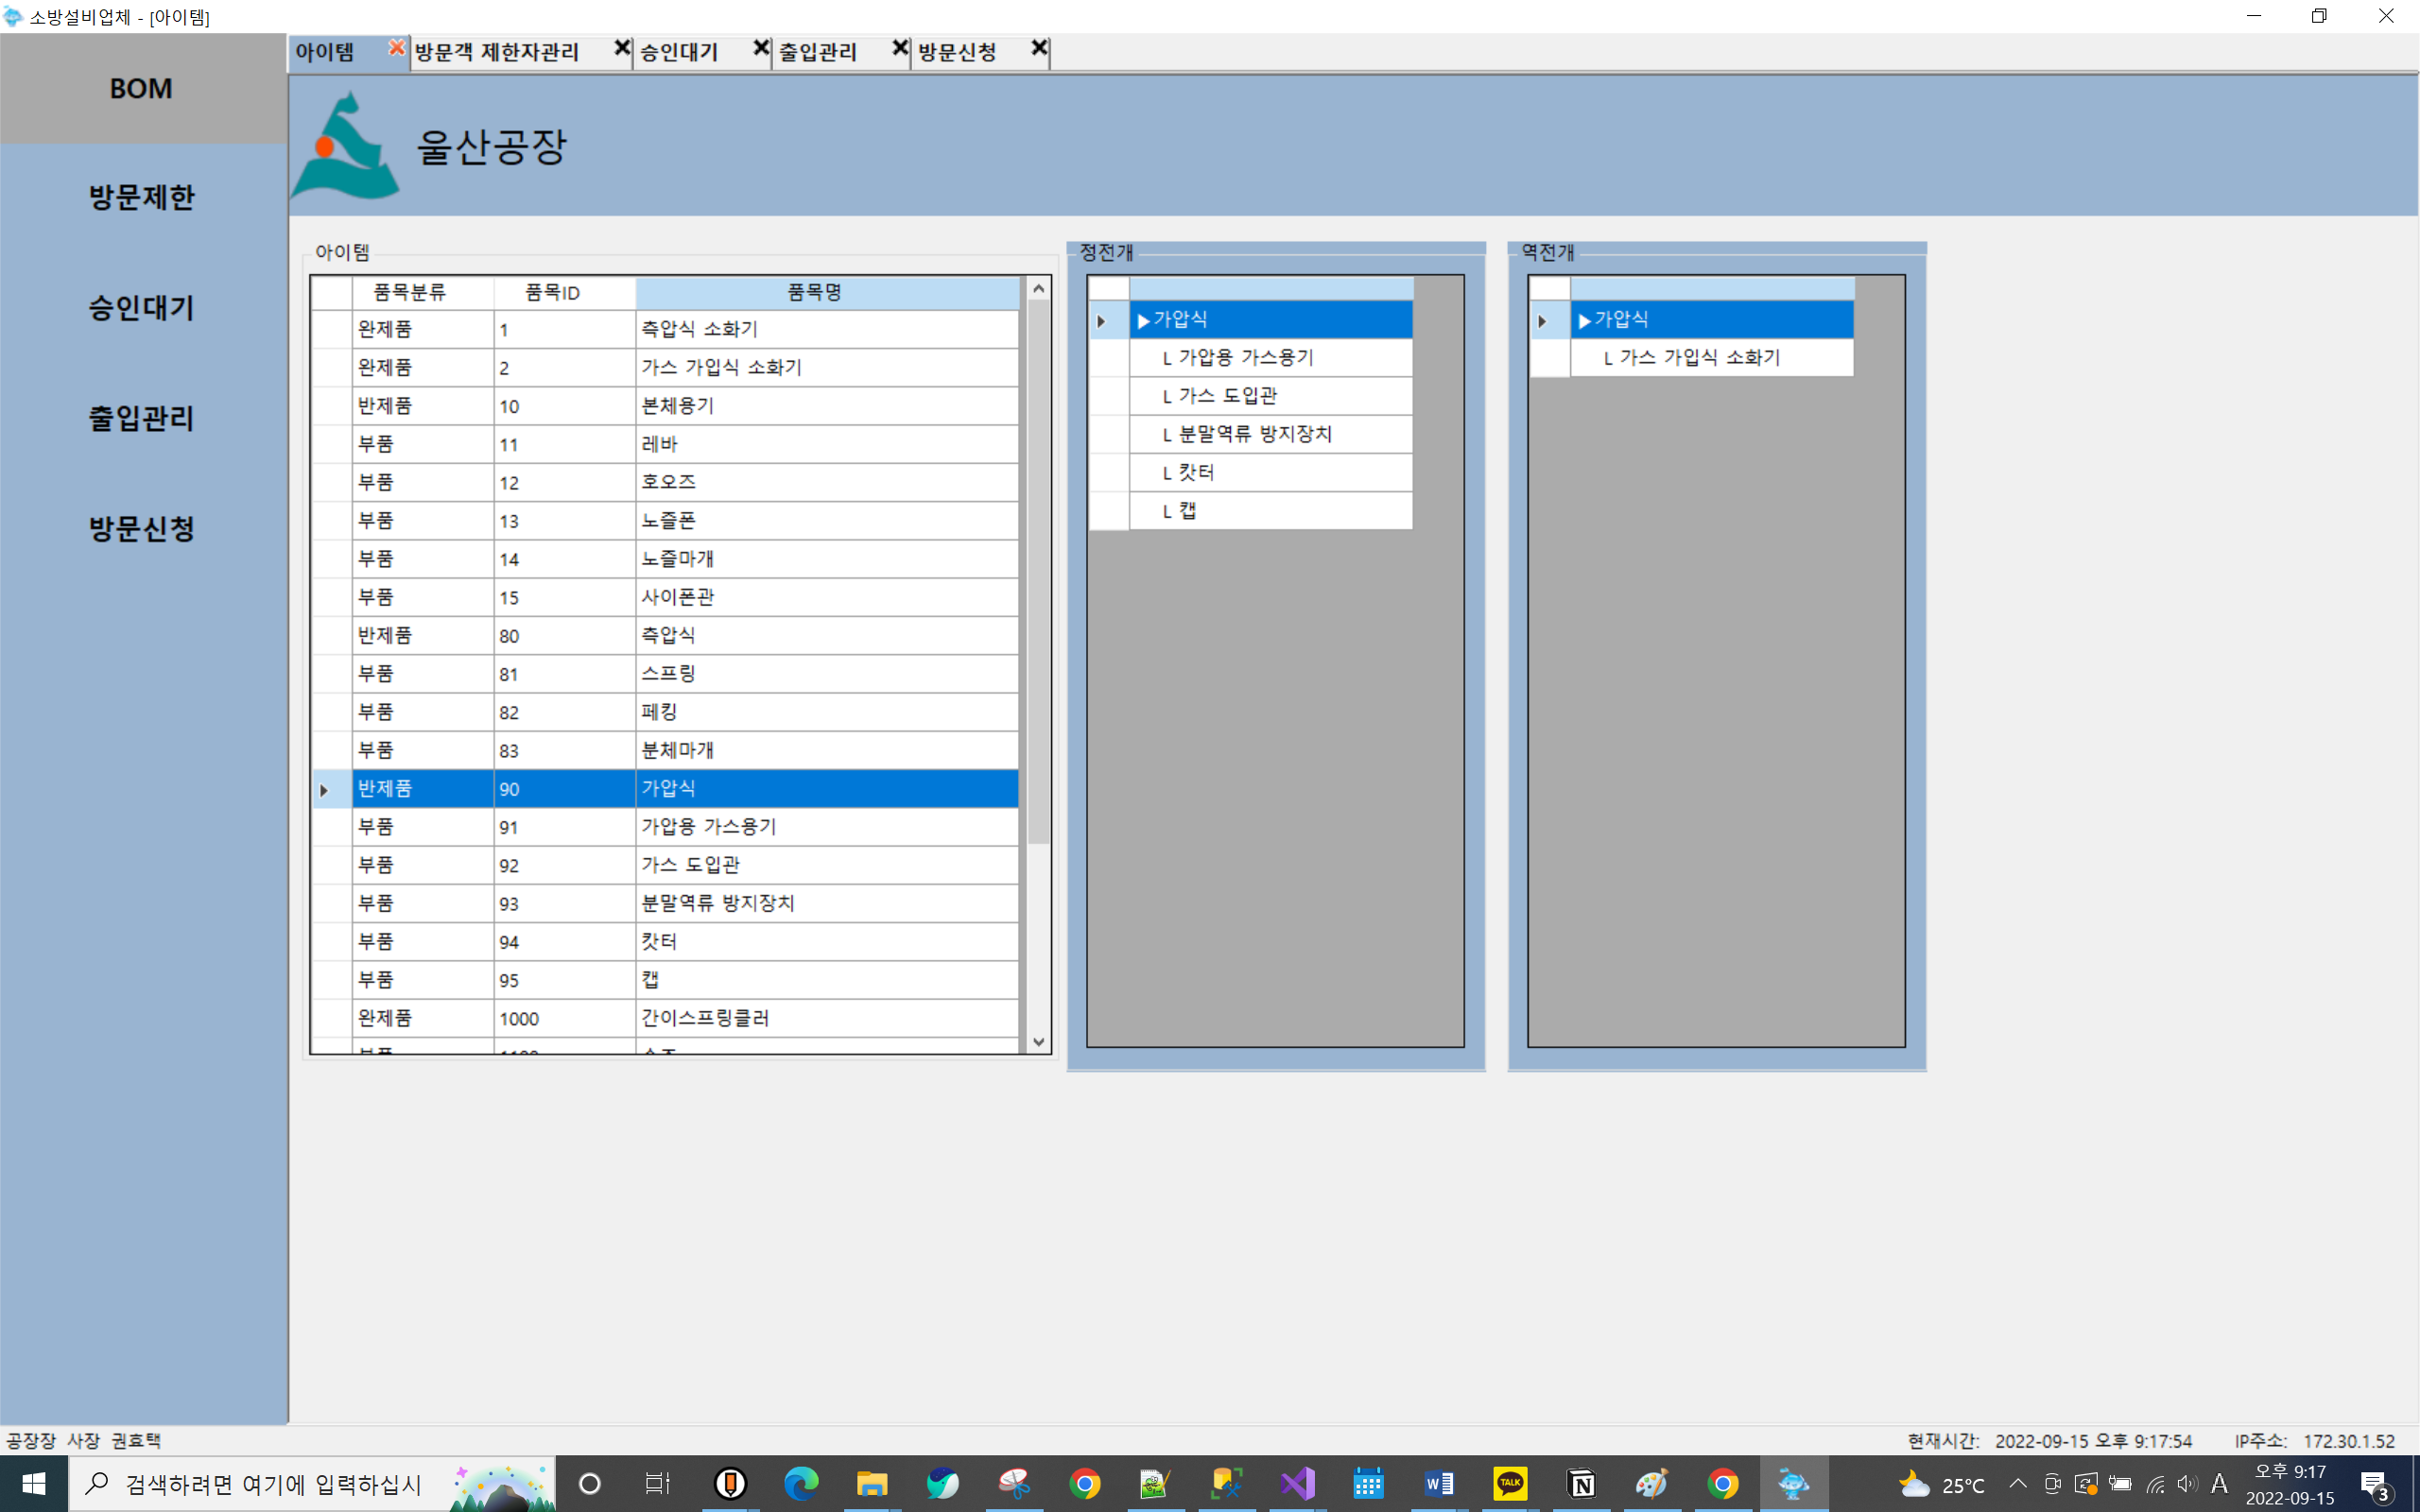 소방설비업체 - [아이템]
BOM
방문제한
승인대기
출입관리
방문신청
아이템 방문객 제한자관리 승인대기 출입관리 방문신청
울산공장
아이템
품목분류 품목ID 품목명
완제품 1 측압식 소화기
완제품 2 가스 가입식 소화기
반제품 10 본체용기
부품 11 레바
부품 12 호오즈
부품 13 노즐폰
부품 14 노즐마개
부품 15 사이폰관
반제품 80 측압식
부품 81 스프링
부품 82 페킹
부품 83 분체마개
반제품 90 가압식
부품 91 가압용 가스용기
부품 92 가스 도입관
부품 93 분말역류 방지장치
부품 94 캇터
부품 95 캡
완제품 1000 간이스프링클러
정전개
▶가압식
L 가압용 가스용기
L 가스 도입관
L 분말역류 방지장치
L 캇터
L 캡
역전개
▶가압식
L 가스 가입식 소화기
공장장 사장 권효택
현재시간: 2022-09-15 오후 9:17:54 IP주소: 172.30.1.52
검색하려면 여기에 입력하십시
TALK
25°C
A
오후 9:17
2022-09-15
3